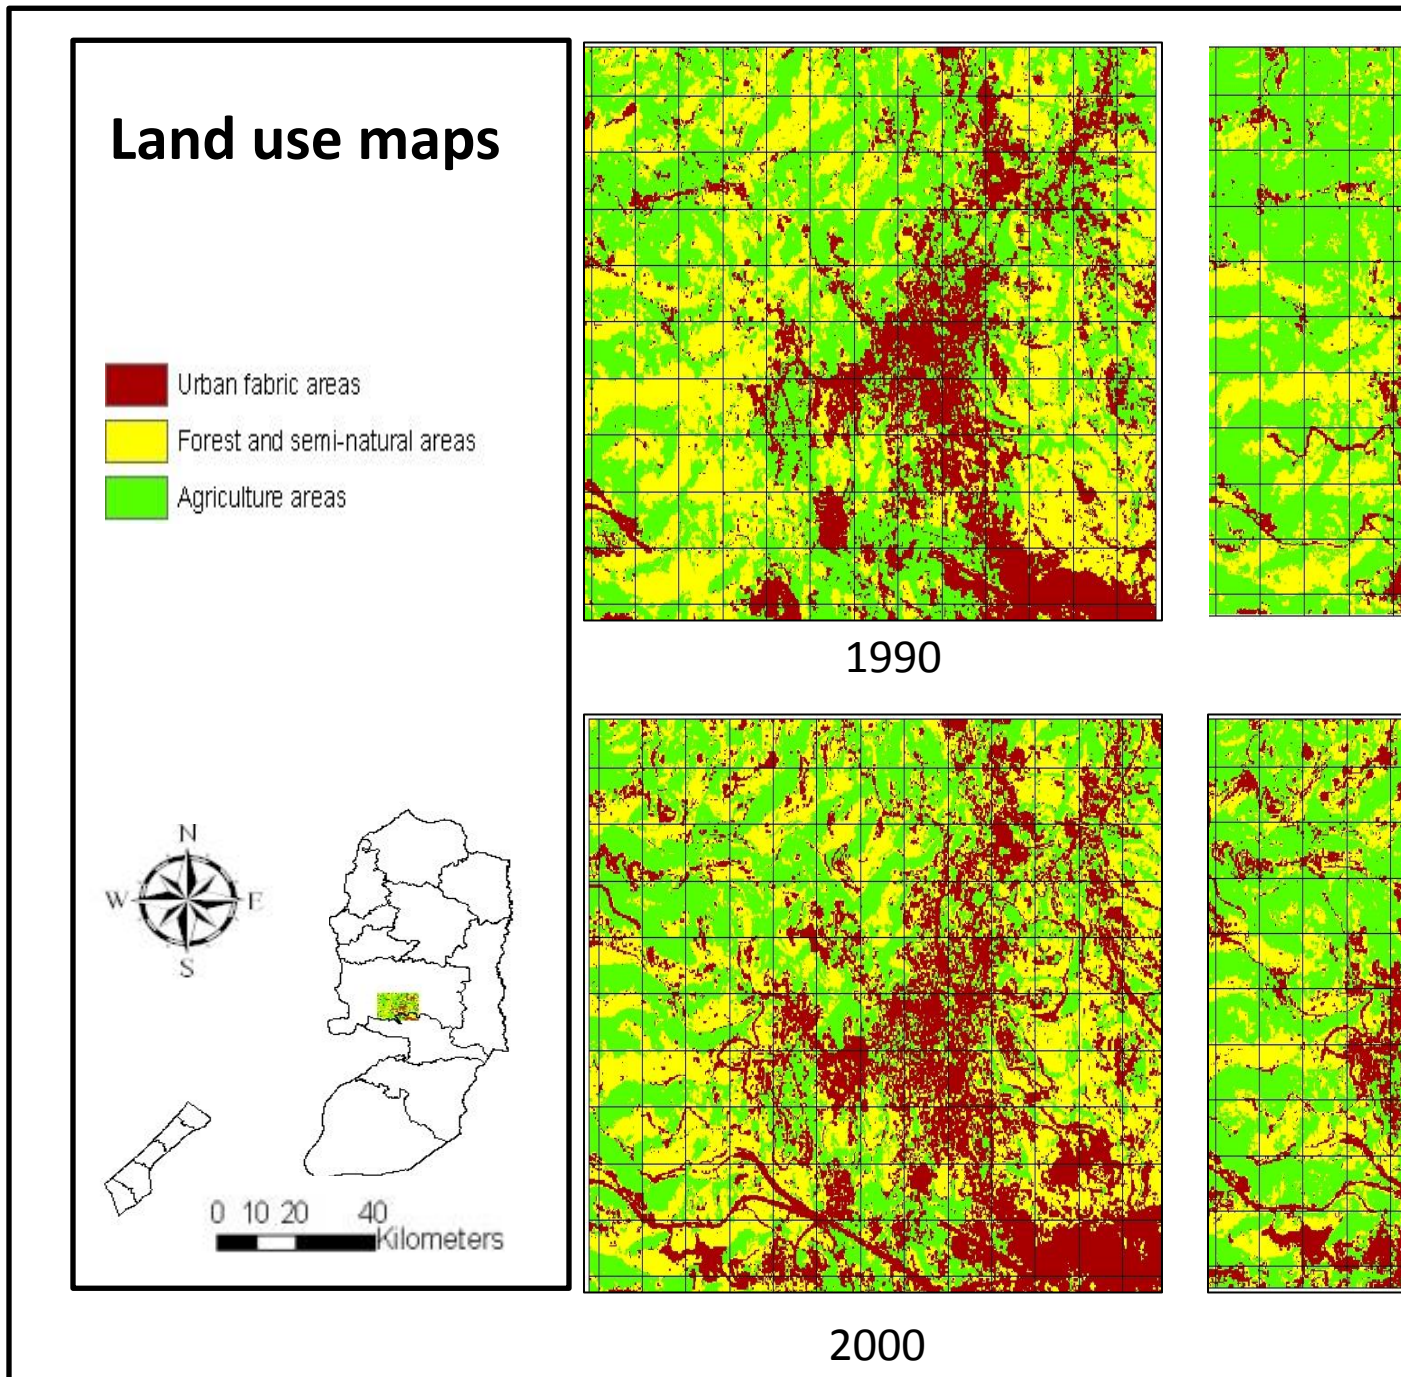 Land use maps
Urban fabric areas
Forest and semi-natural areas
Agriculture areas
N
W E
S
0 10 20 40
Kilometers
1990
2000